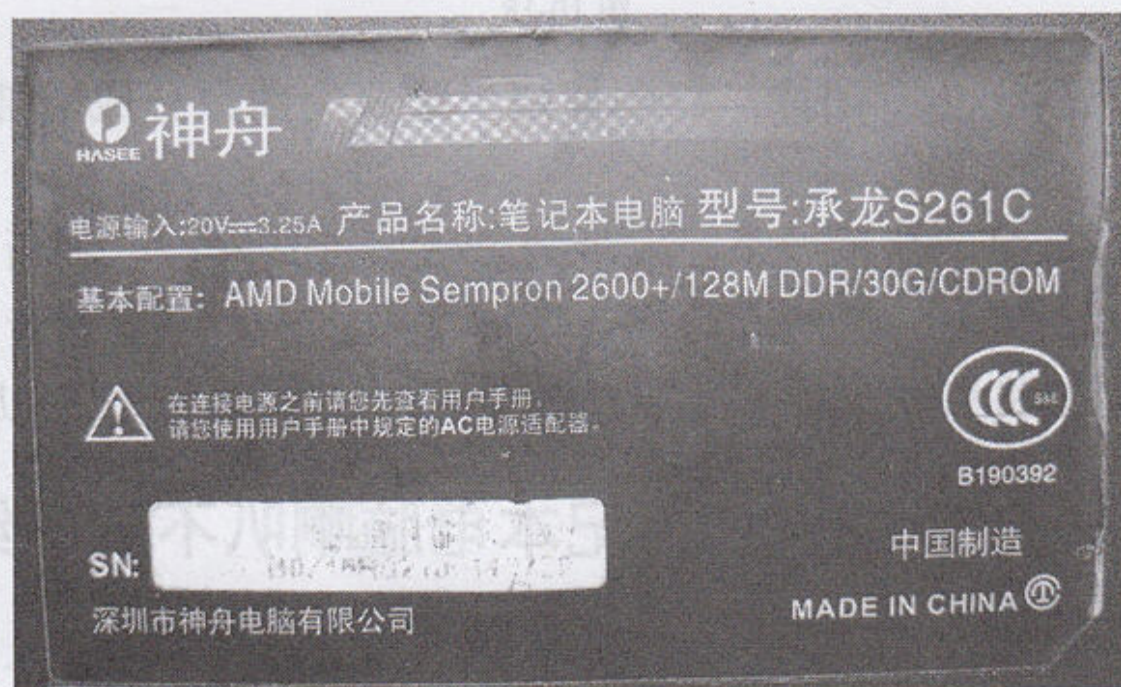 HASEE 神舟
电源输入:20V⎓3.25A 产品名称:笔记本电脑 型号:承龙S261C
基本配置: AMD Mobile Sempron 2600+/128M DDR/30G/CDROM
在连接电源之前请您先查看用户手册,
请您使用用户手册中规定的AC电源适配器。
CCC S&E
B190392
SN:
中国制造
深圳市神舟电脑有限公司
MADE IN CHINA